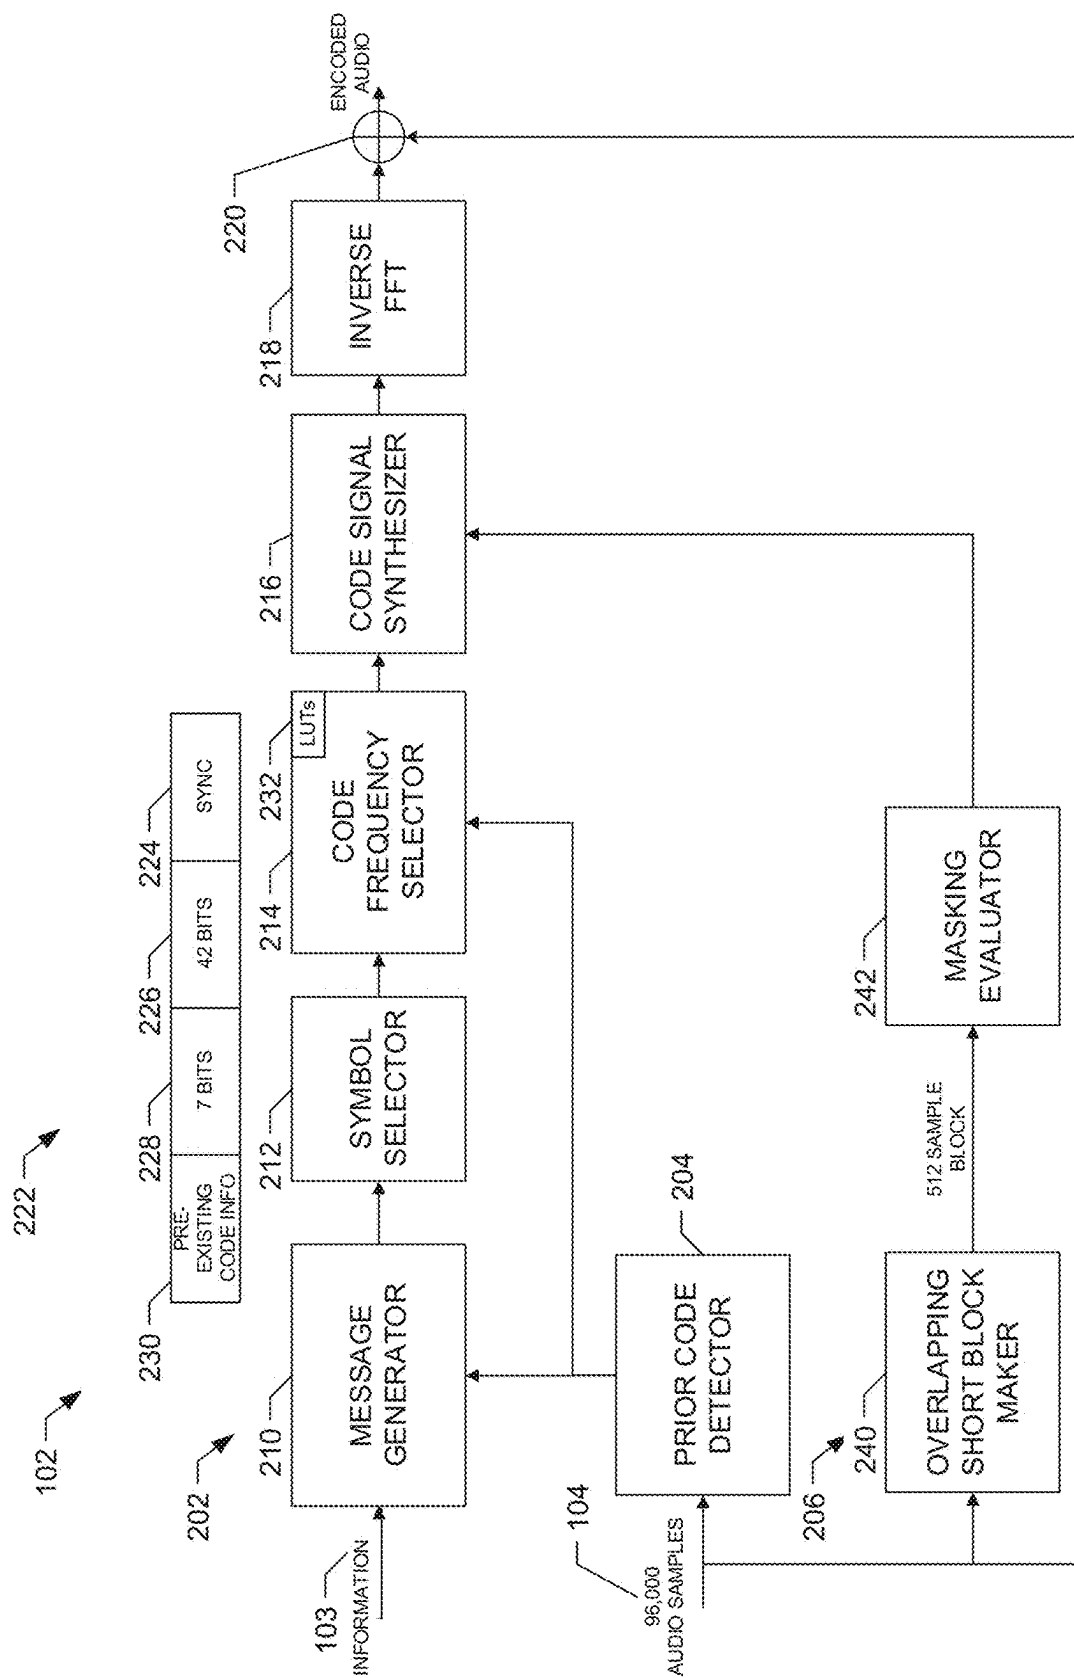 102
222
230
228
226
224
PRE-
EXISTING
CODE INFO
7 BITS
42 BITS
SYNC
202
210
212
214
232
216
218
220
103
INFORMATION
MESSAGE
GENERATOR
SYMBOL
SELECTOR
LUTs
CODE
FREQUENCY
SELECTOR
CODE SIGNAL
SYNTHESIZER
INVERSE
FFT
ENCODED
AUDIO
104
96,000
AUDIO SAMPLES
204
PRIOR CODE
DETECTOR
206
240
OVERLAPPING
SHORT BLOCK
MAKER
512 SAMPLE
BLOCK
242
MASKING
EVALUATOR